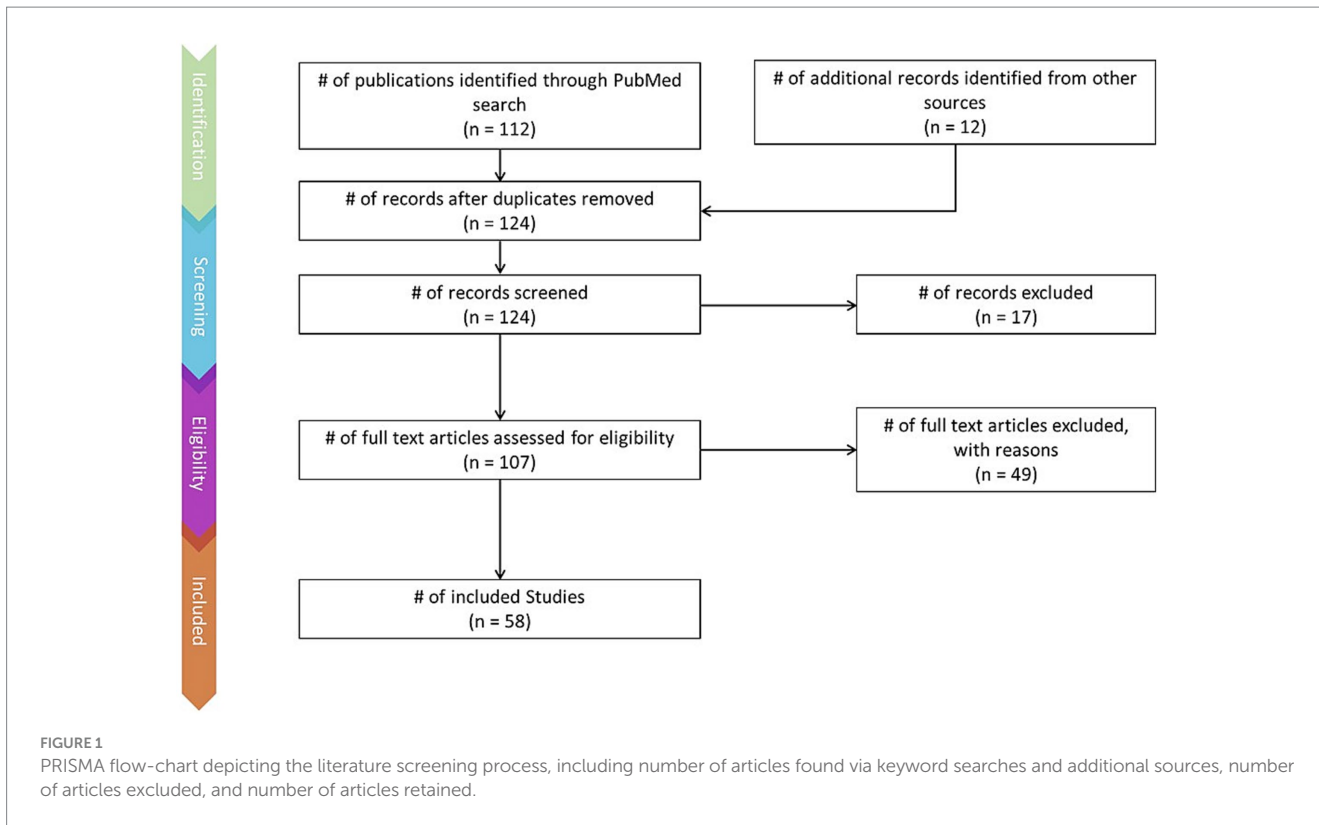 Identification
# of publications identified through PubMed
search
(n = 112)
# of additional records identified from other
sources
(n = 12)
# of records after duplicates removed
(n = 124)
Screening
# of records screened
(n = 124)
# of records excluded
(n = 17)
Eligibility
# of full text articles assessed for eligibility
(n = 107)
# of full text articles excluded,
with reasons
(n = 49)
Included
# of included Studies
(n = 58)
FIGURE 1
PRISMA flow-chart depicting the literature screening process, including number of articles found via keyword searches and additional sources, number
of articles excluded, and number of articles retained.